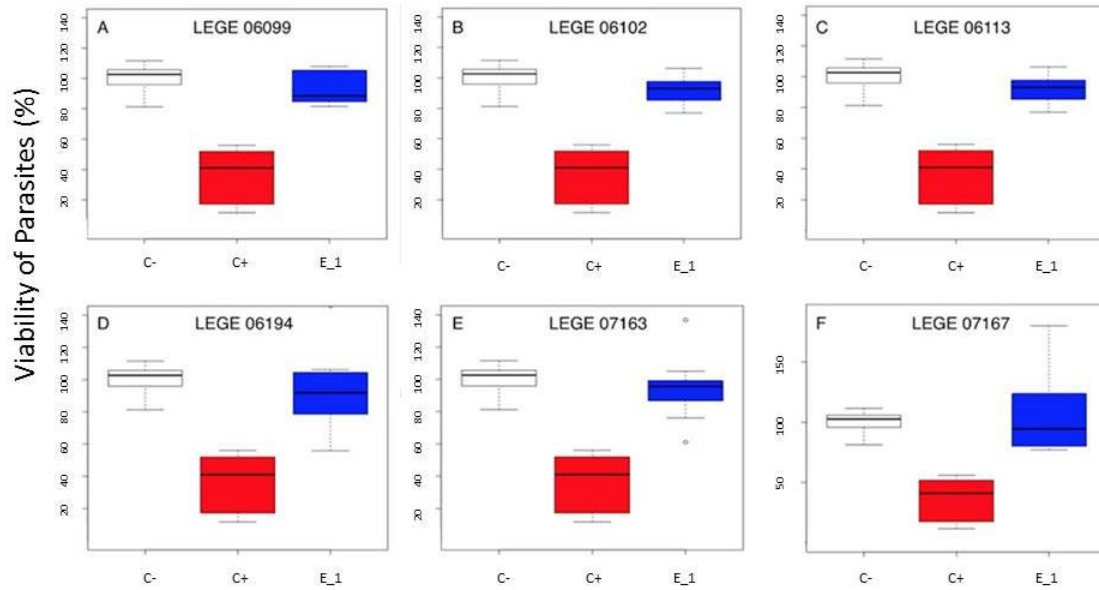 Viability of Parasites (%)
A LEGE 06099
140
120
100
80
60
40
20
C- C+ E_1
B LEGE 06102
140
120
100
80
60
40
20
C- C+ E_1
C LEGE 06113
140
120
100
80
60
40
20
C- C+ E_1
D LEGE 06194
140
120
100
80
60
40
20
C- C+ E_1
E LEGE 07163
140
120
100
80
60
40
20
C- C+ E_1
F LEGE 07167
150
100
50
C- C+ E_1